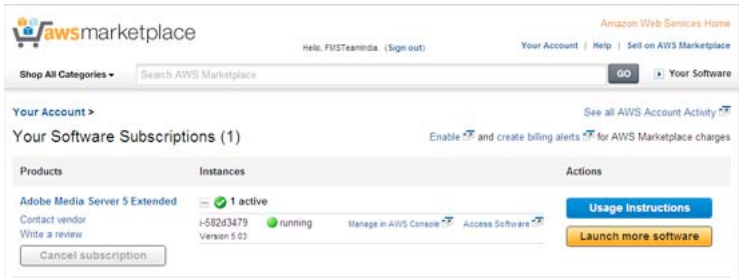 awsmarketplace
Amazon Web Services Home
Hello, FMSTeamIndia. (Sign out)
Your Account | Help | Sell on AWS Marketplace
Shop All Categories
Search AWS Marketplace
GO
Your Software
Your Account >
See all AWS Account Activity
Your Software Subscriptions (1)
Enable and create billing alerts for AWS Marketplace charges
Products Instances Actions
Adobe Media Server 5 Extended
Contact vendor
Write a review
Cancel subscription
1 active
i-582d3479 running Manage in AWS Console Access Software
Version 5.03
Usage Instructions
Launch more software